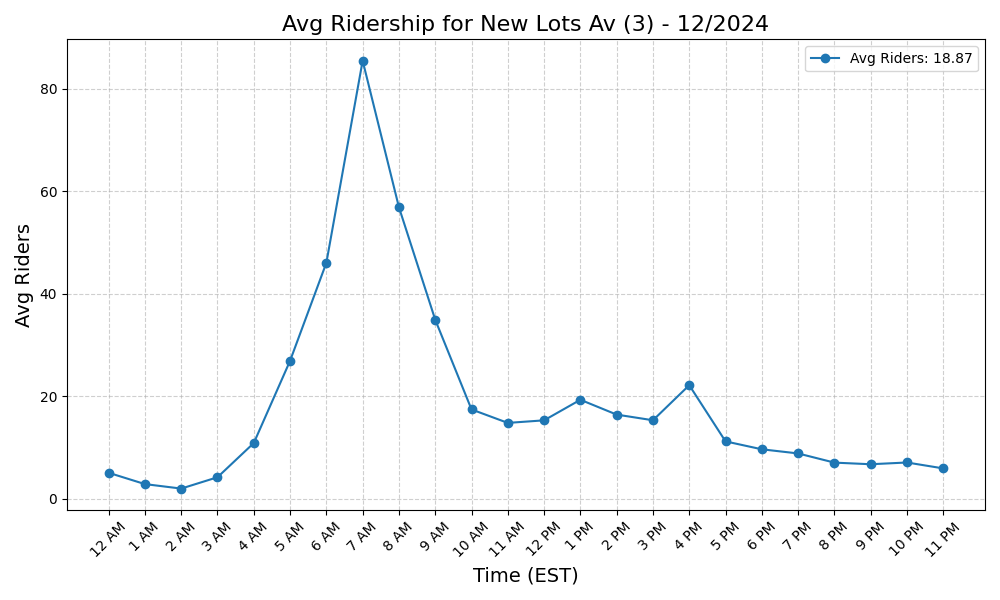 Avg Ridership for New Lots Av (3) - 12/2024
Avg Riders: 18.87
Avg Riders
80
60
40
20
0
12 AM
1 AM
2 AM
3 AM
4 AM
5 AM
6 AM
7 AM
8 AM
9 AM
10 AM
11 AM
12 PM
1 PM
2 PM
3 PM
4 PM
5 PM
6 PM
7 PM
8 PM
9 PM
10 PM
11 PM
Time (EST)